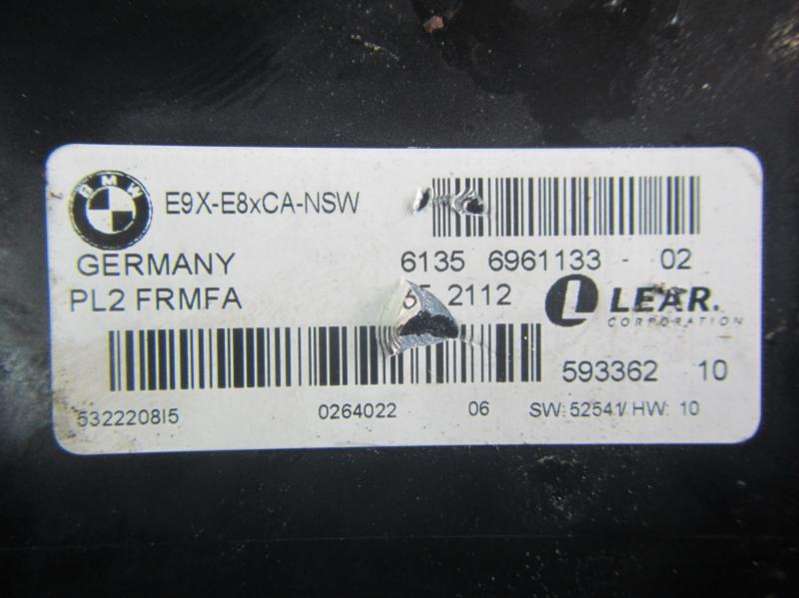 BMW
E9X-E8xCA-NSW
GERMANY 6135 6961133 - 02
PL2 FRMFA 2112 LEAR.
CORPORATION
593362 10
532220815 0264022 06 SW: 52541/ HW: 10